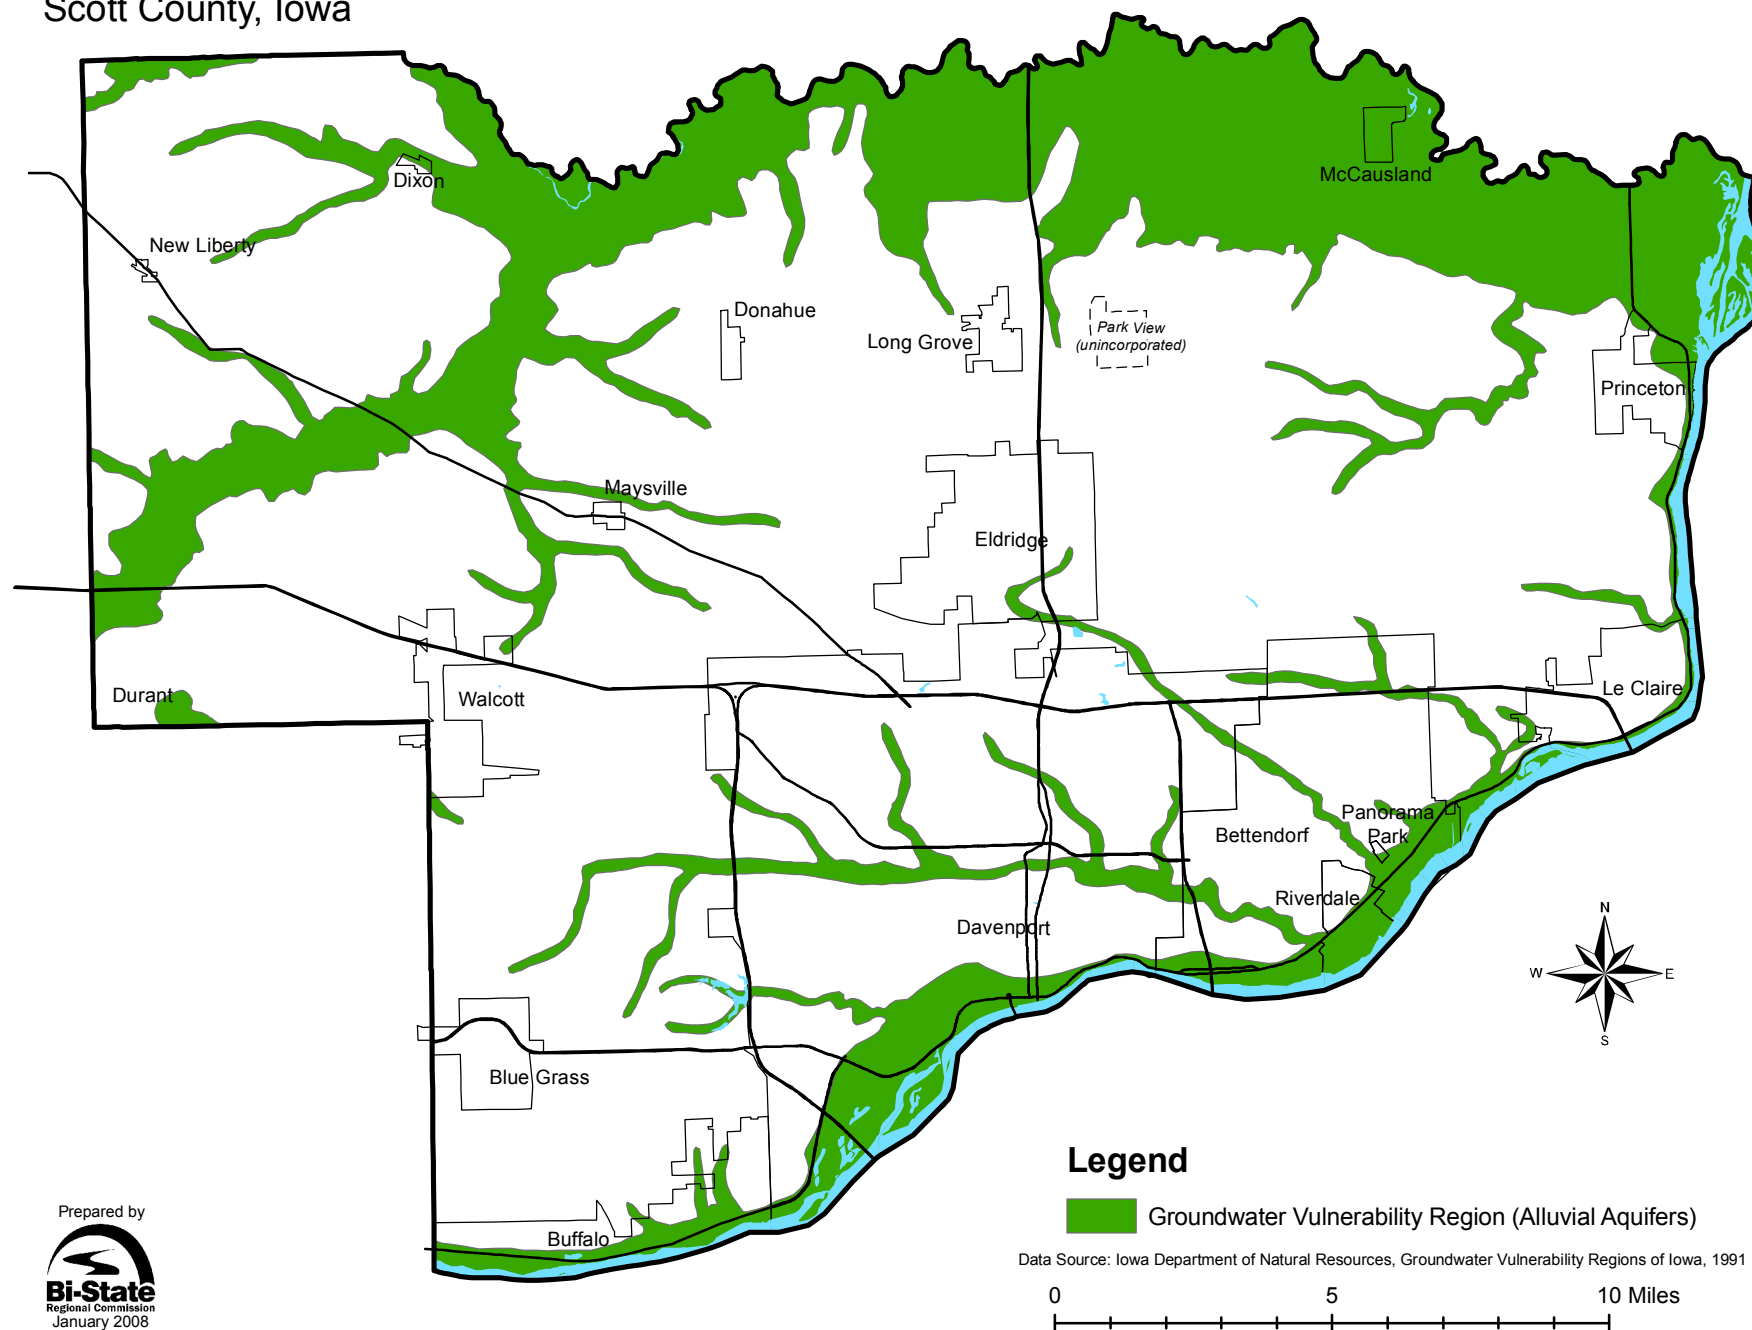 Scott County, Iowa
McCausland
Dixon
New Liberty
Donahue
Long Grove
Park View
(unincorporated)
Princeton
Maysville
Eldridge
Durant
Walcott
Le Claire
Panorama
Park
Bettendorf
Riverdale
Davenport
N
W
E
S
Blue Grass
Buffalo
Legend
Groundwater Vulnerability Region (Alluvial Aquifers)
Data Source: Iowa Department of Natural Resources, Groundwater Vulnerability Regions of Iowa, 1991
0 5 10 Miles
Prepared by
Bi-State
Regional Commission
January 2008